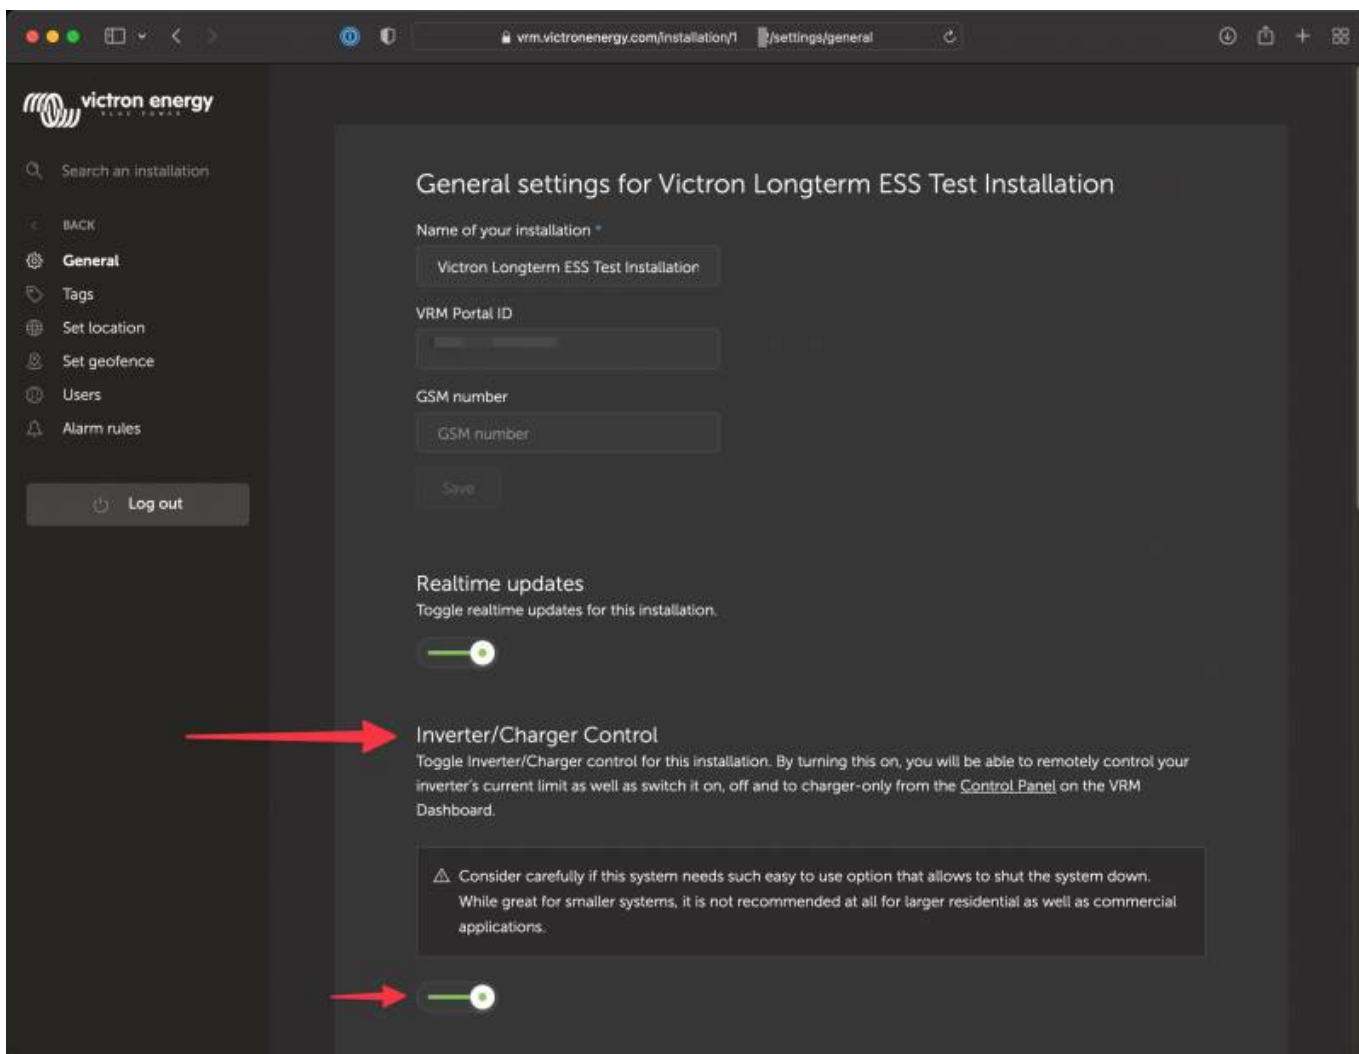 vrm.victronenergy.com/installation/1 /settings/general
victron energy
BLUE POWER
Search an installation
BACK
General
Tags
Set location
Set geofence
Users
Alarm rules
Log out
General settings for Victron Longterm ESS Test Installation
Name of your installation *
Victron Longterm ESS Test Installation
VRM Portal ID
GSM number
GSM number
Save
Realtime updates
Toggle realtime updates for this installation.
Inverter/Charger Control
Toggle Inverter/Charger control for this installation. By turning this on, you will be able to remotely control your
inverter's current limit as well as switch it on, off and to charger-only from the Control Panel on the VRM
Dashboard.
Consider carefully if this system needs such easy to use option that allows to shut the system down.
While great for smaller systems, it is not recommended at all for larger residential as well as commercial
applications.